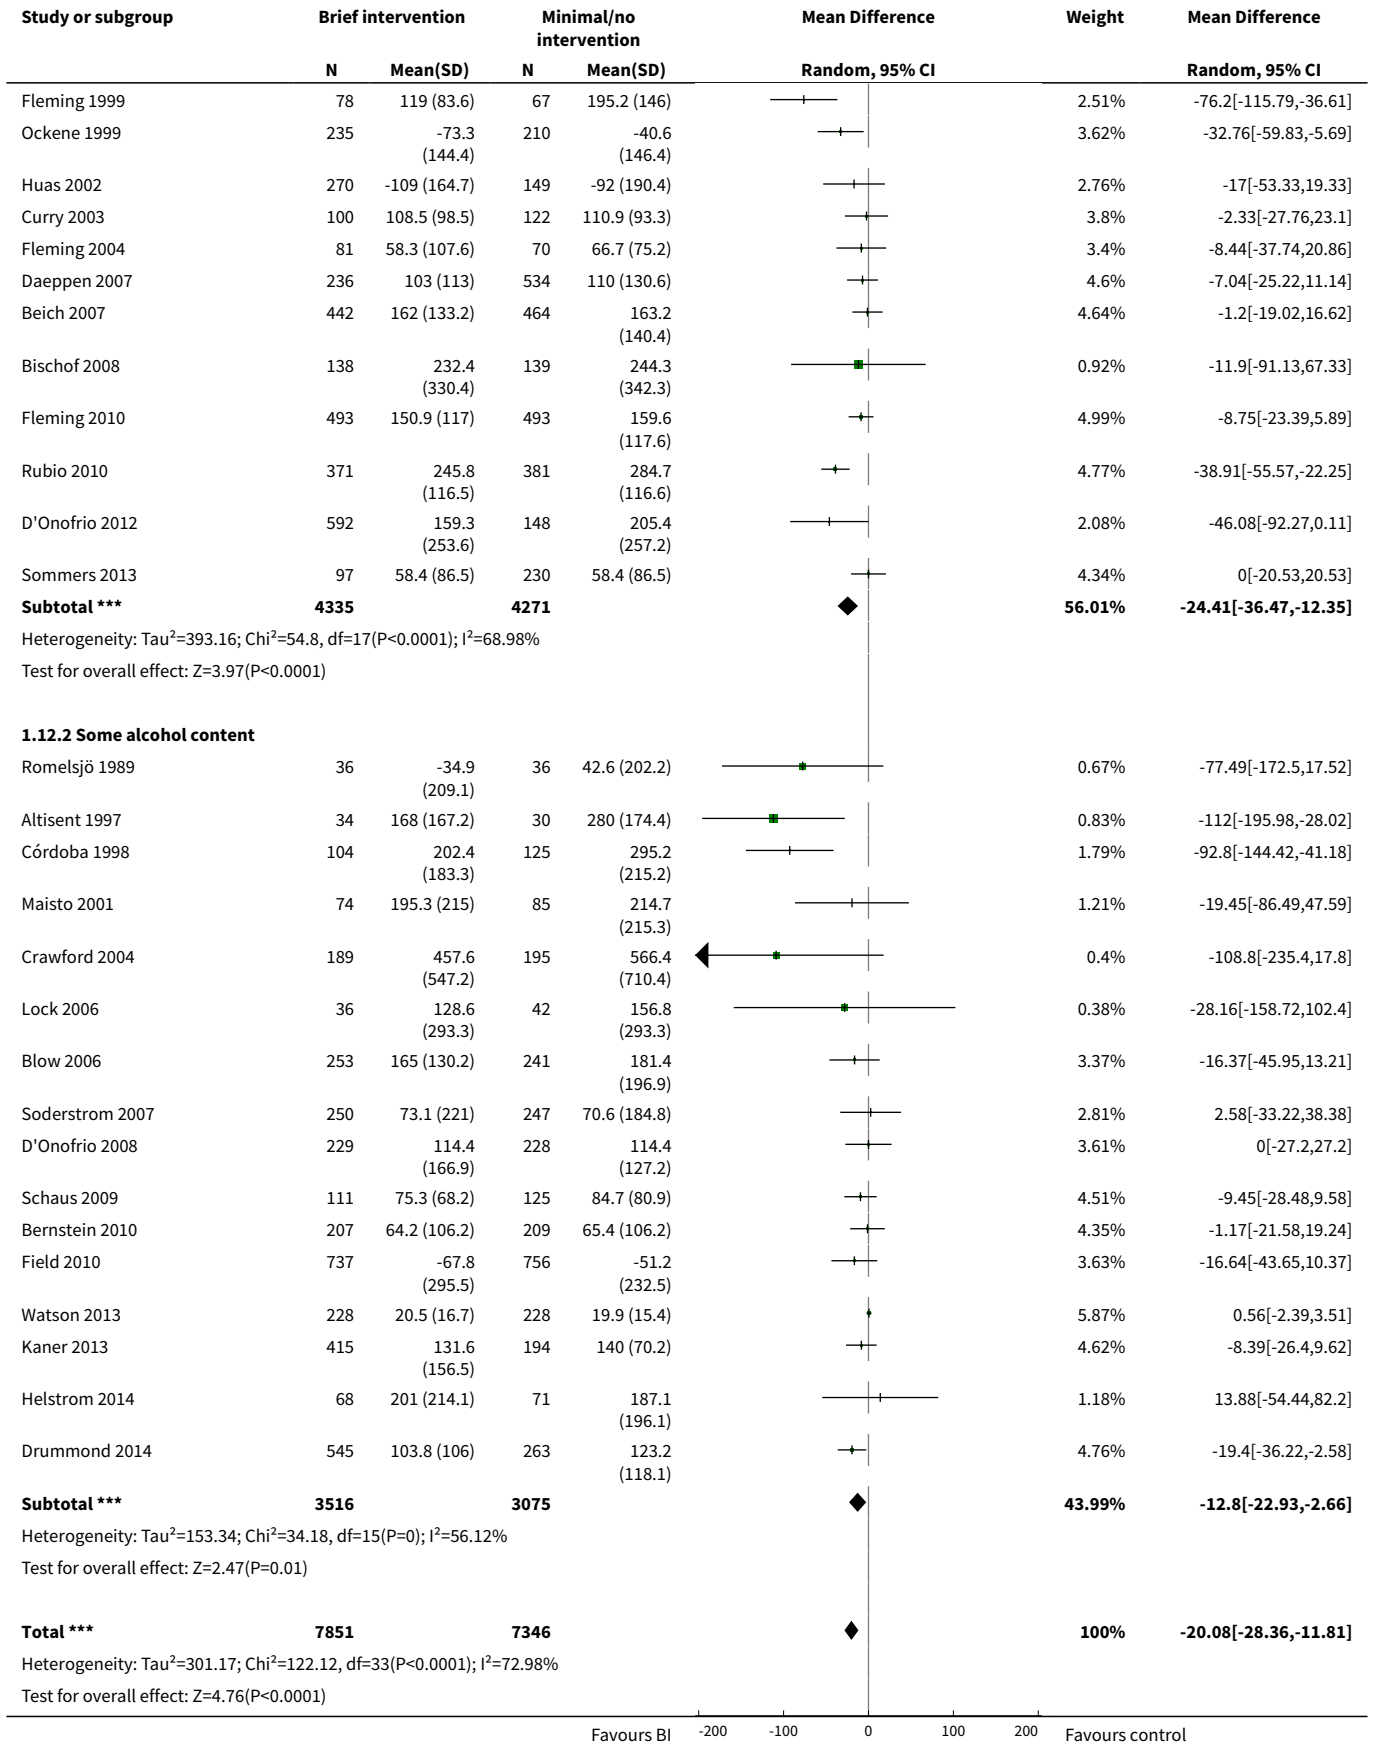 Study or subgroup Brief intervention Minimal/no intervention Mean Difference Weight Mean Difference
N Mean(SD) N Mean(SD) Random, 95% CI Random, 95% CI
Fleming 1999 78 119 (83.6) 67 195.2 (146) 2.51% -76.2[-115.79,-36.61]
Ockene 1999 235 -73.3 (144.4) 210 -40.6 (146.4) 3.62% -32.76[-59.83,-5.69]
Huas 2002 270 -109 (164.7) 149 -92 (190.4) 2.76% -17[-53.33,19.33]
Curry 2003 100 108.5 (98.5) 122 110.9 (93.3) 3.8% -2.33[-27.76,23.1]
Fleming 2004 81 58.3 (107.6) 70 66.7 (75.2) 3.4% -8.44[-37.74,20.86]
Daeppen 2007 236 103 (113) 534 110 (130.6) 4.6% -7.04[-25.22,11.14]
Beich 2007 442 162 (133.2) 464 163.2 (140.4) 4.64% -1.2[-19.02,16.62]
Bischof 2008 138 232.4 (330.4) 139 244.3 (342.3) 0.92% -11.9[-91.13,67.33]
Fleming 2010 493 150.9 (117) 493 159.6 (117.6) 4.99% -8.75[-23.39,5.89]
Rubio 2010 371 245.8 (116.5) 381 284.7 (116.6) 4.77% -38.91[-55.57,-22.25]
D'Onofrio 2012 592 159.3 (253.6) 148 205.4 (257.2) 2.08% -46.08[-92.27,0.11]
Sommers 2013 97 58.4 (86.5) 230 58.4 (86.5) 4.34% 0[-20.53,20.53]
Subtotal *** 4335 4271 56.01% -24.41[-36.47,-12.35]
Heterogeneity: Tau²=393.16; Chi²=54.8, df=17(P<0.0001); I²=68.98%
Test for overall effect: Z=3.97(P<0.0001)
1.12.2 Some alcohol content
Romelsjö 1989 36 -34.9 (209.1) 36 42.6 (202.2) 0.67% -77.49[-172.5,17.52]
Altisent 1997 34 168 (167.2) 30 280 (174.4) 0.83% -112[-195.98,-28.02]
Córdoba 1998 104 202.4 (183.3) 125 295.2 (215.2) 1.79% -92.8[-144.42,-41.18]
Maisto 2001 74 195.3 (215) 85 214.7 (215.3) 1.21% -19.45[-86.49,47.59]
Crawford 2004 189 457.6 (547.2) 195 566.4 (710.4) 0.4% -108.8[-235.4,17.8]
Lock 2006 36 128.6 (293.3) 42 156.8 (293.3) 0.38% -28.16[-158.72,102.4]
Blow 2006 253 165 (130.2) 241 181.4 (196.9) 3.37% -16.37[-45.95,13.21]
Soderstrom 2007 250 73.1 (221) 247 70.6 (184.8) 2.81% 2.58[-33.22,38.38]
D'Onofrio 2008 229 114.4 (166.9) 228 114.4 (127.2) 3.61% 0[-27.2,27.2]
Schaus 2009 111 75.3 (68.2) 125 84.7 (80.9) 4.51% -9.45[-28.48,9.58]
Bernstein 2010 207 64.2 (106.2) 209 65.4 (106.2) 4.35% -1.17[-21.58,19.24]
Field 2010 737 -67.8 (295.5) 756 -51.2 (232.5) 3.63% -16.64[-43.65,10.37]
Watson 2013 228 20.5 (16.7) 228 19.9 (15.4) 5.87% 0.56[-2.39,3.51]
Kaner 2013 415 131.6 (156.5) 194 140 (70.2) 4.62% -8.39[-26.4,9.62]
Helstrom 2014 68 201 (214.1) 71 187.1 (196.1) 1.18% 13.88[-54.44,82.2]
Drummond 2014 545 103.8 (106) 263 123.2 (118.1) 4.76% -19.4[-36.22,-2.58]
Subtotal *** 3516 3075 43.99% -12.8[-22.93,-2.66]
Heterogeneity: Tau²=153.34; Chi²=34.18, df=15(P=0); I²=56.12%
Test for overall effect: Z=2.47(P=0.01)
Total *** 7851 7346 100% -20.08[-28.36,-11.81]
Heterogeneity: Tau²=301.17; Chi²=122.12, df=33(P<0.0001); I²=72.98%
Test for overall effect: Z=4.76(P<0.0001)
Favours BI -200 -100 0 100 200 Favours control